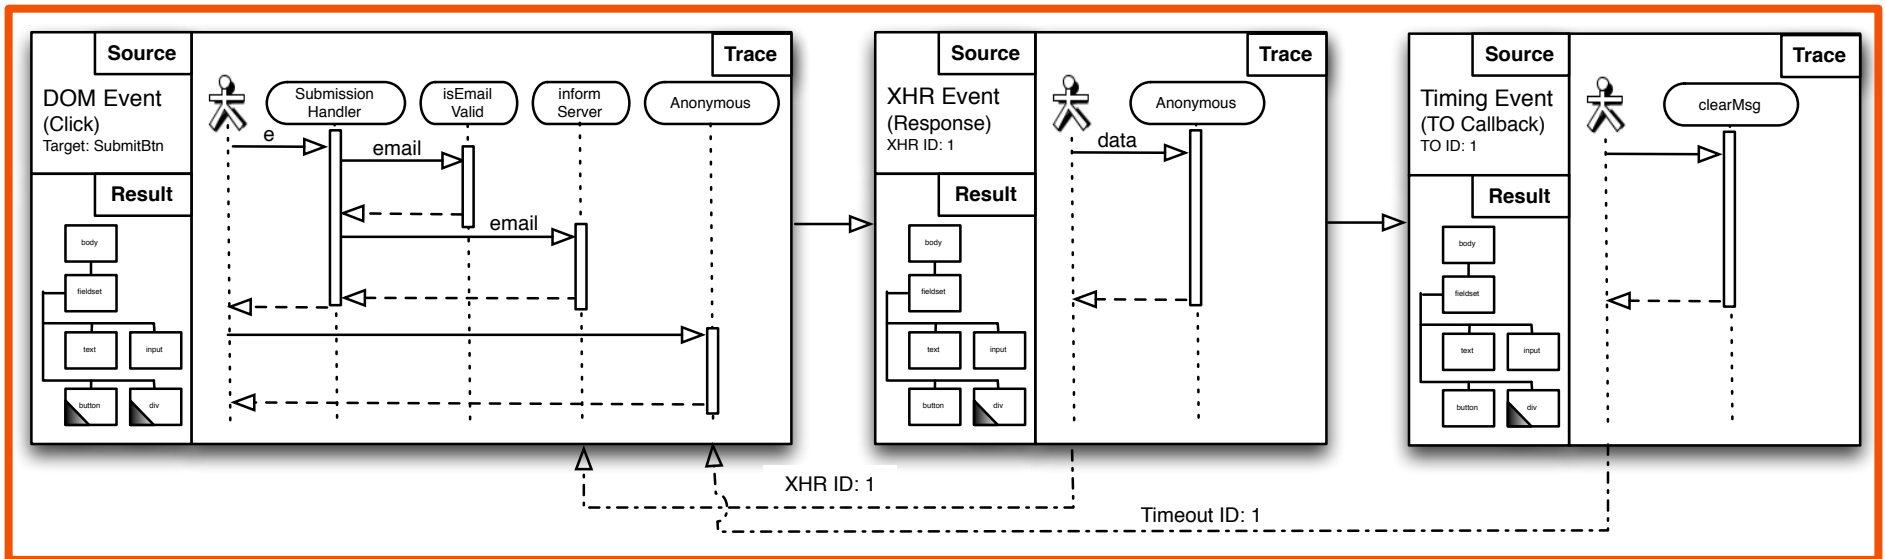 Source
Trace
DOM Event
(Click)
Target: SubmitBtn
Submission
Handler
isEmail
Valid
inform
Server
Anonymous
e
email
email
Result
body
fieldset
text
input
button
div
Source
Trace
XHR Event
(Response)
XHR ID: 1
Anonymous
data
Result
body
fieldset
text
input
button
div
Source
Trace
Timing Event
(TO Callback)
TO ID: 1
clearMsg
Result
body
fieldset
text
input
button
div
XHR ID: 1
Timeout ID: 1